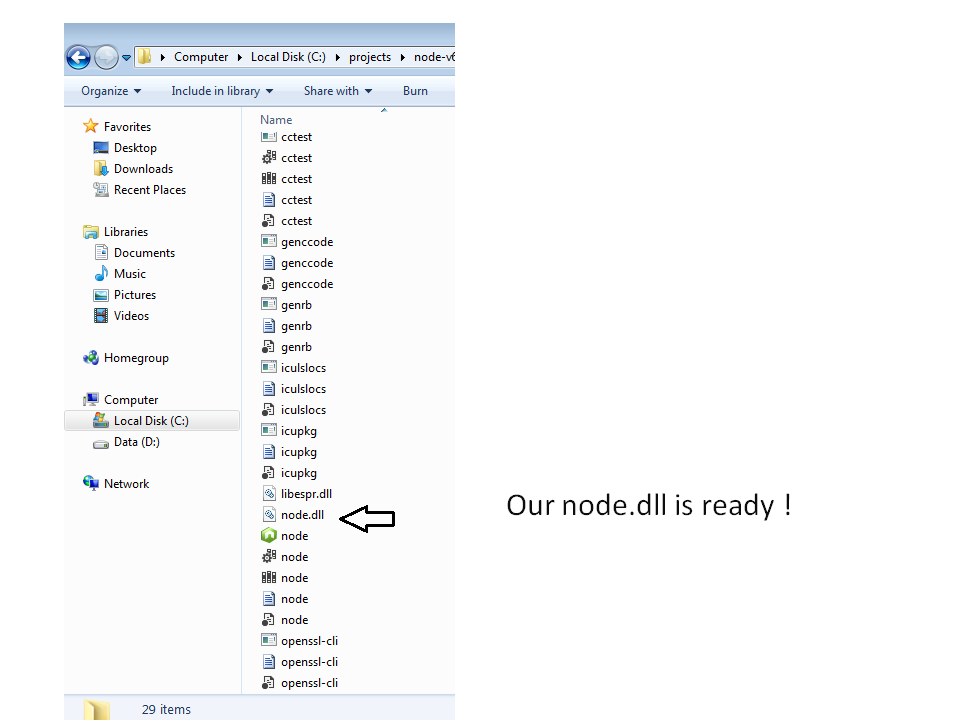 Computer Local Disk (C:) projects node-v6
Organize Include in library Share with Burn
Favorites
Desktop
Downloads
Recent Places
Libraries
Documents
Music
Pictures
Videos
Homegroup
Computer
Local Disk (C:)
Data (D:)
Network
Name
cctest
cctest
cctest
cctest
cctest
genccode
genccode
genccode
genrb
genrb
genrb
iculslocs
iculslocs
iculslocs
icupkg
icupkg
icupkg
libespr.dll
node.dll
node
node
node
node
node
openssl-cli
openssl-cli
openssl-cli
29 items
Our node.dll is ready !